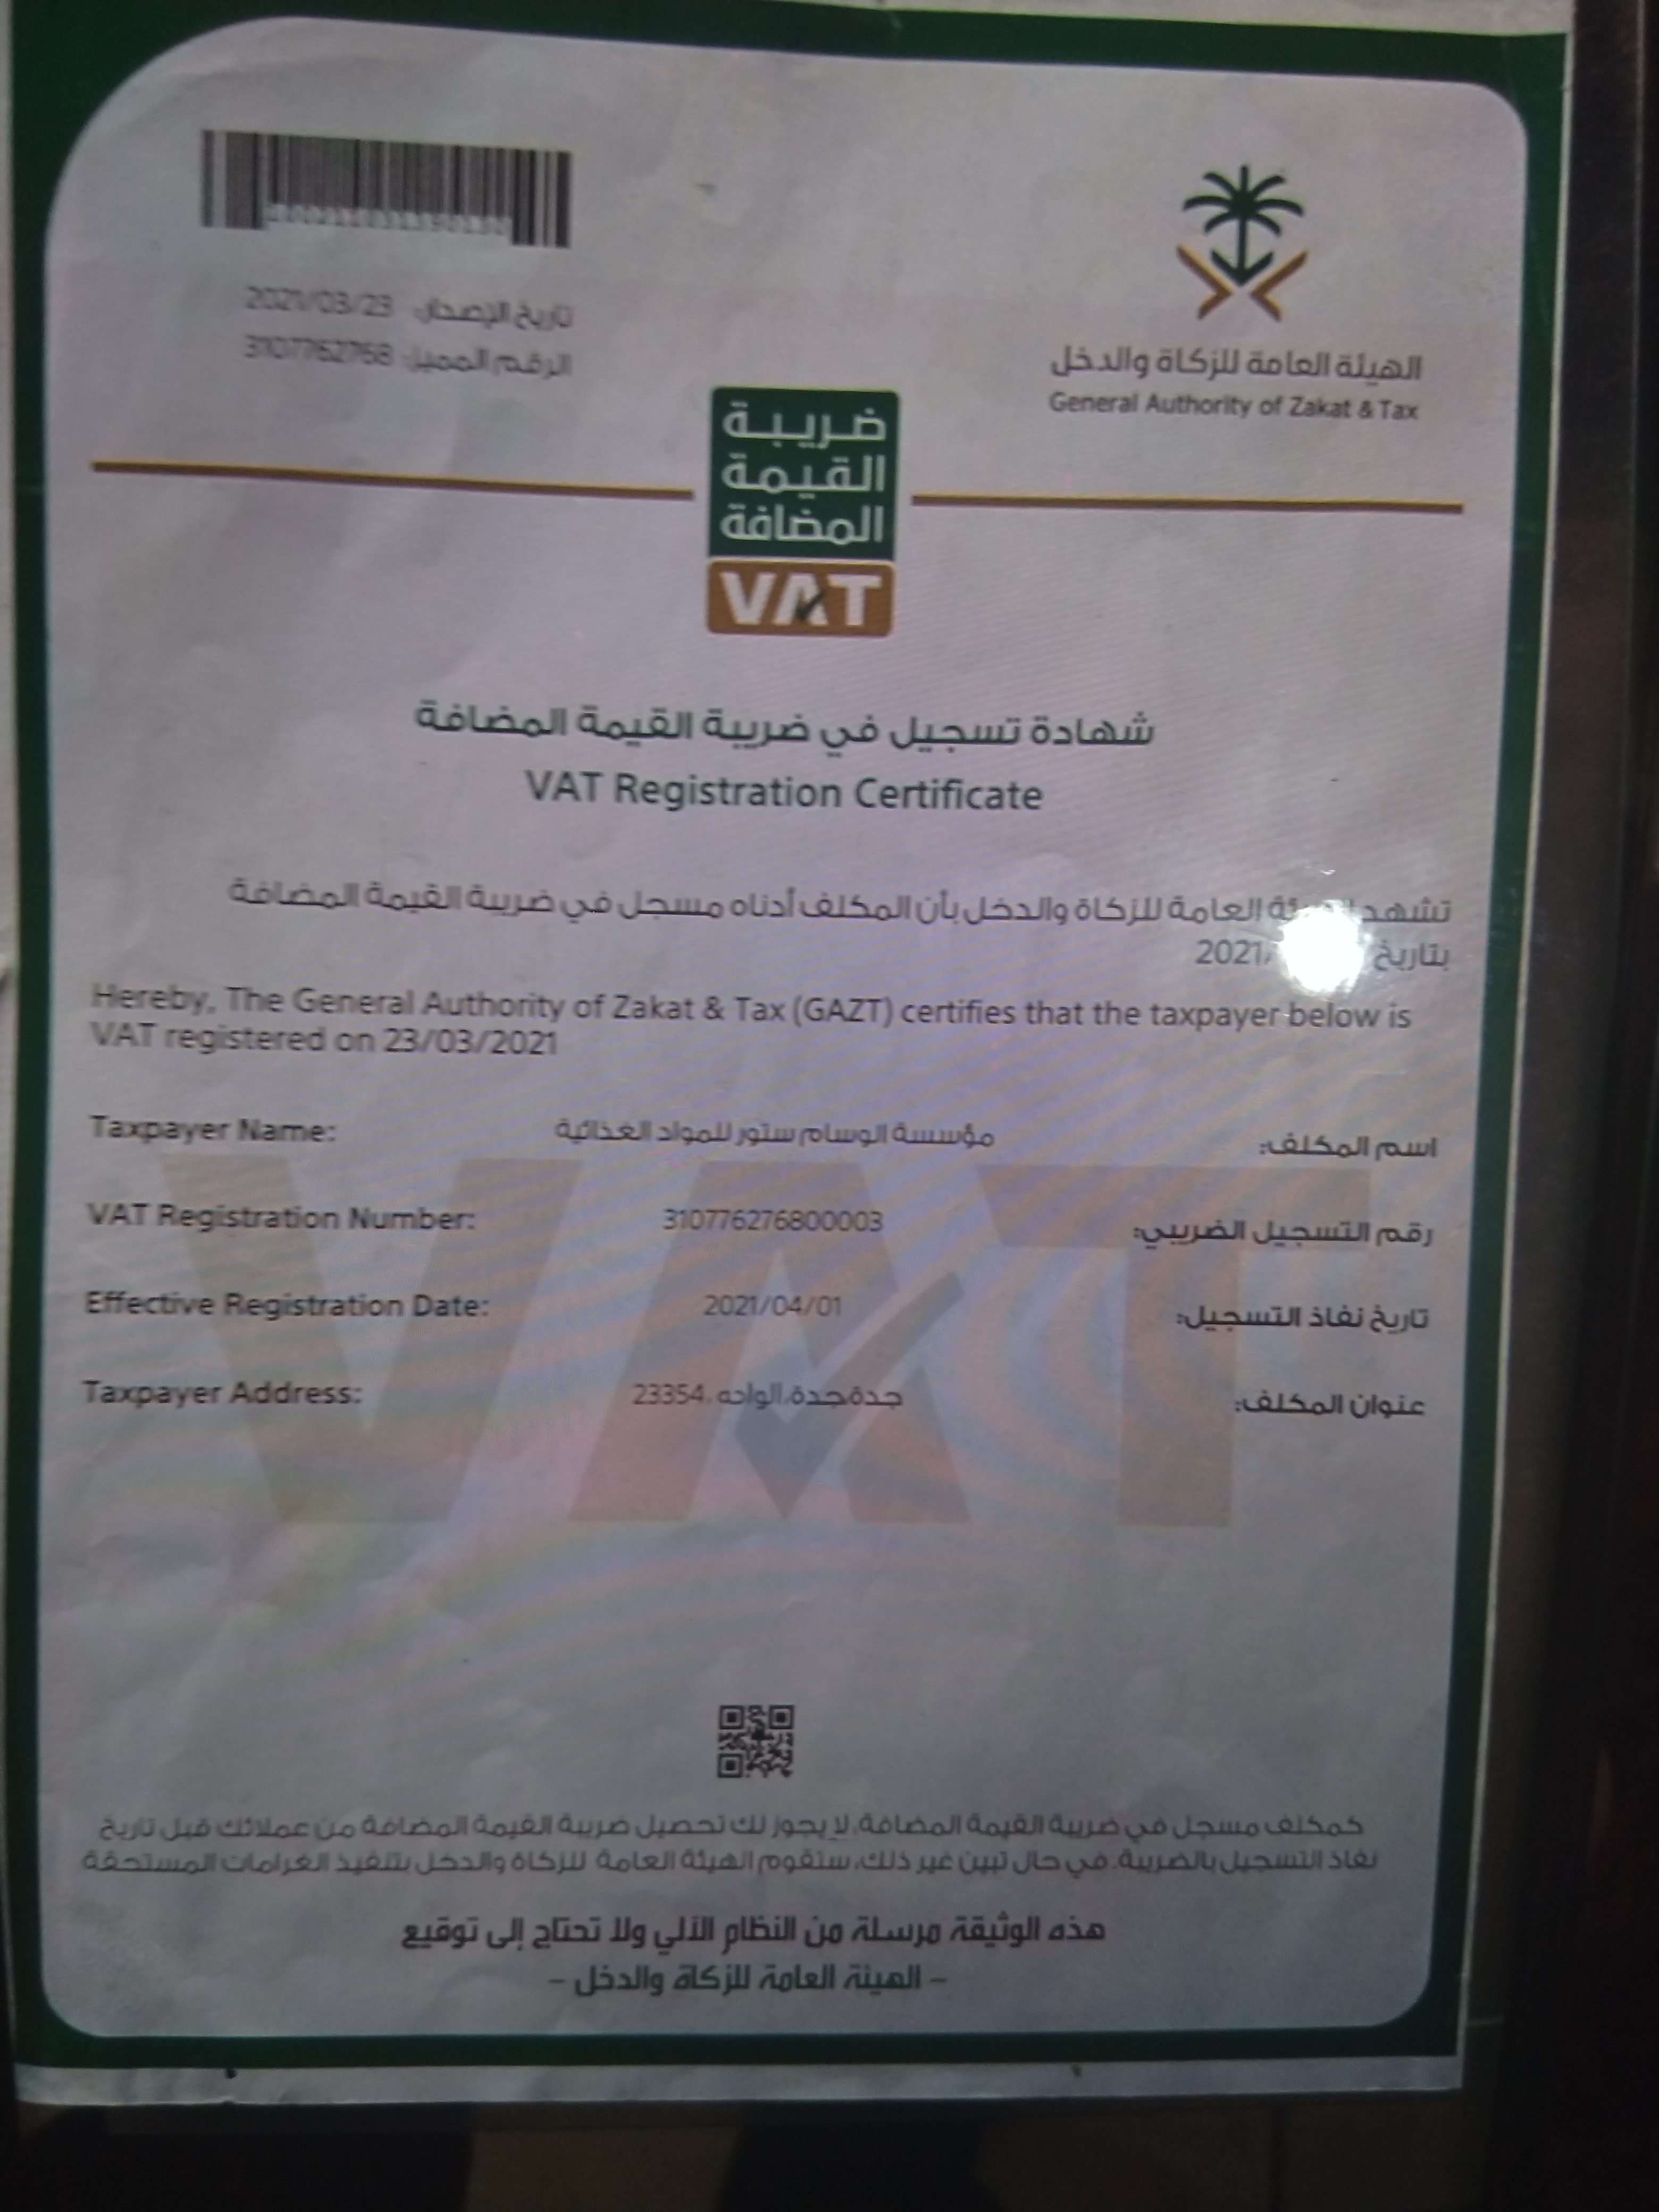 تاريخ الإصدار: 2021/03/23
الرقم المميز: 3107762768
الهيئة العامة للزكاة والدخل
General Authority of Zakat & Tax
ضريبة
القيمة
المضافة
VAT
شهادة تسجيل في ضريبة القيمة المضافة
VAT Registration Certificate
تشهد العامة للزكاة والدخل بأن المكلف أدناه مسجل في ضريبة القيمة المضافة
بتاريخ 2021/
Hereby, The General Authority of Zakat & Tax (GAZT) certifies that the taxpayer below is
VAT registered on 23/03/2021
Taxpayer Name: مؤسسة الوسام ستور للمواد الغذائية اسم المكلف:
VAT Registration Number: 310776276800003 رقم التسجيل الضريبي:
Effective Registration Date: 2021/04/01 تاريخ نفاذ التسجيل:
Taxpayer Address: جدة,جدة,الواحه ,23354 عنوان المكلف:
VAT
كمكلف مسجل في ضريبة القيمة المضافة، لا يجوز لك تحصيل ضريبة القيمة المضافة من عملائك قبل تاريخ
نفاذ التسجيل بالضريبة. في حال تبين غير ذلك، ستقوم الهيئة العامة للزكاة والدخل بتنفيذ الغرامات المستحقة
هذه الوثيقة مرسلة من النظام الآلي ولا تحتاج إلى توقيع
- الهيئة العامة للزكاة والدخل -